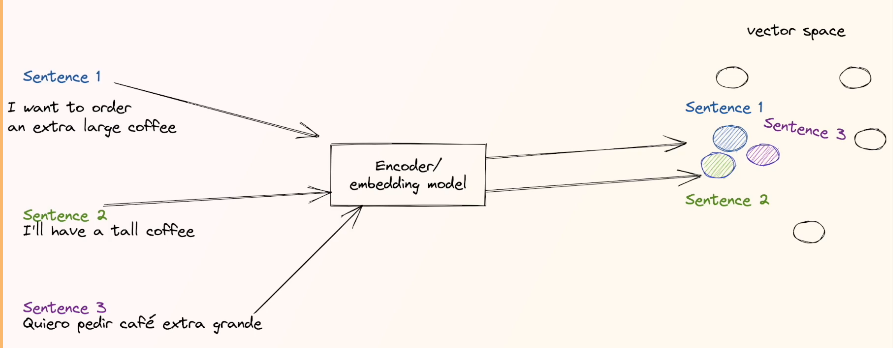 Sentence 1
I want to order
an extra large coffee
Sentence 2
I'll have a tall coffee
Sentence 3
Quiero pedir café extra grande
Encoder/
embedding model
vector space
Sentence 1
Sentence 3
Sentence 2